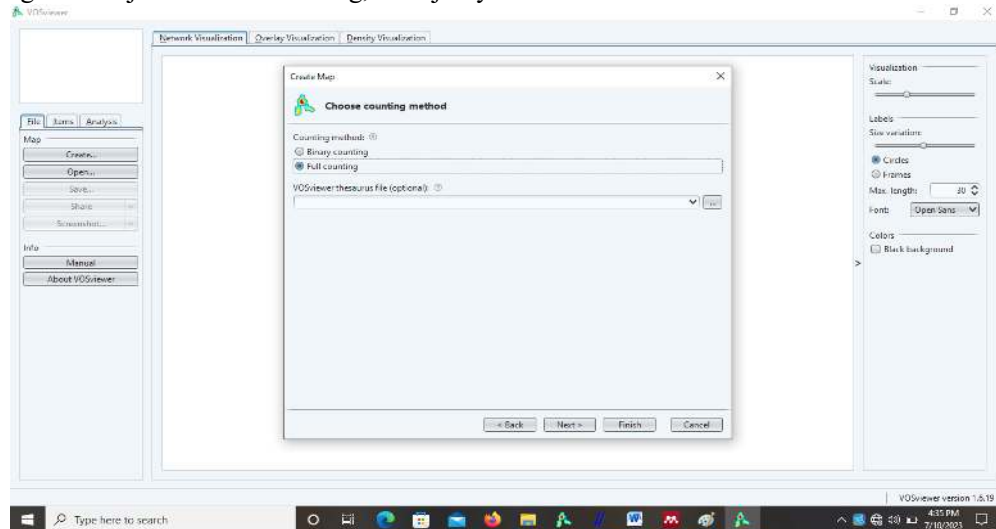 VOSviewer
Network Visualization Overlay Visualization Density Visualization
File Items Analysis
Map
Create...
Open...
Save...
Share
Screenshot...
Info
Manual
About VOSviewer
Create Map
Choose counting method
Counting method:
Binary counting
Full counting
VOSviewer thesaurus file (optional):
...
< Back Next > Finish Cancel
Visualization
Scale:
Labels
Size variation:
Circles
Frames
Max. length: 30
Font: Open Sans
Colors
Black background
>
VOSviewer version 1.6.19
Type here to search
4:35 PM
7/10/2023